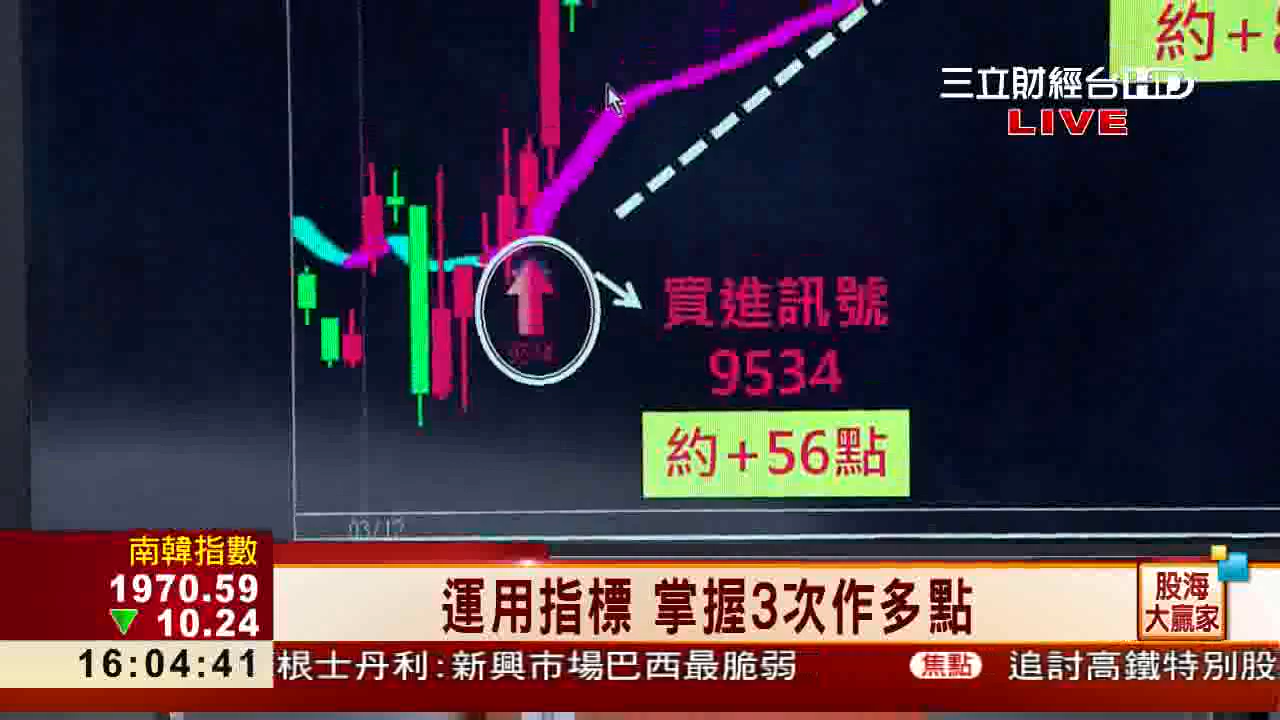 約+
三立財經台HD
LIVE
買進訊號
9534
約+56點
03/17
南韓指數
1970.59
▼ 10.24
運用指標 掌握3次作多點
股海
大贏家
16:04:41
根士丹利:新興市場巴西最脆弱
焦點
追討高鐵特別股